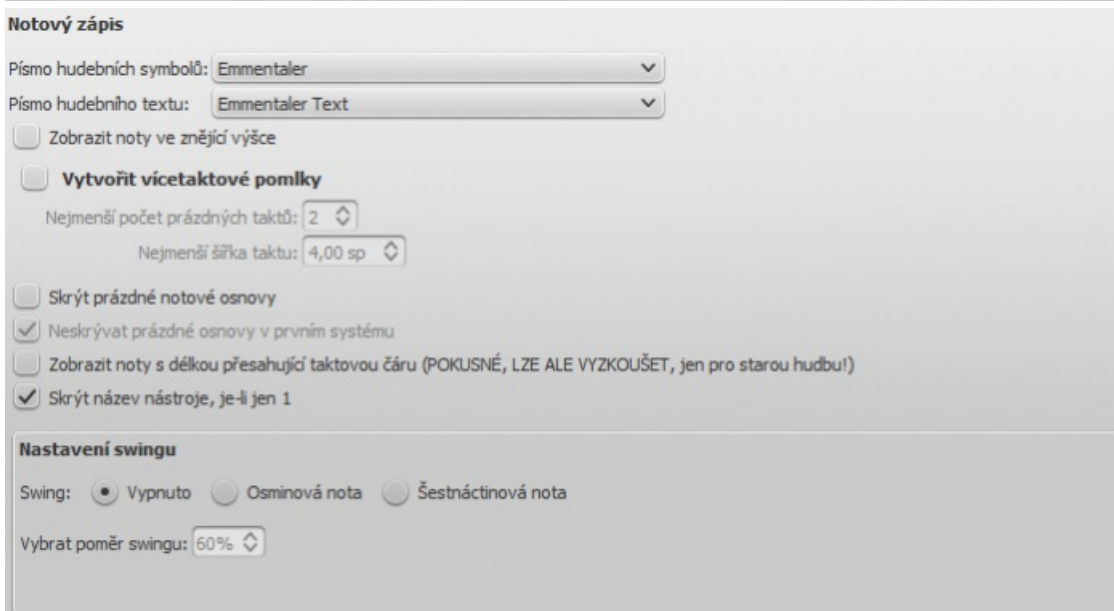 Notový zápis
Písmo hudebních symbolů: Emmentaler
Písmo hudebního textu: Emmentaler Text
Zobrazit noty ve znějící výšce
Vytvořit vícetaktové pomlky
Nejmenší počet prázdných taktů: 2
Nejmenší šířka taktu: 4,00 sp
Skrýt prázdné notové osnovy
Neskrývat prázdné osnovy v prvním systému
Zobrazit noty s délkou přesahující taktovou čáru (POKUSNÉ, LZE ALE VYZKOUŠET, jen pro starou hudbu!)
Skrýt název nástroje, je-li jen 1
Nastavení swingu
Swing: Vypnuto Osminová nota Šestnáctinová nota
Vybrat poměr swingu: 60%